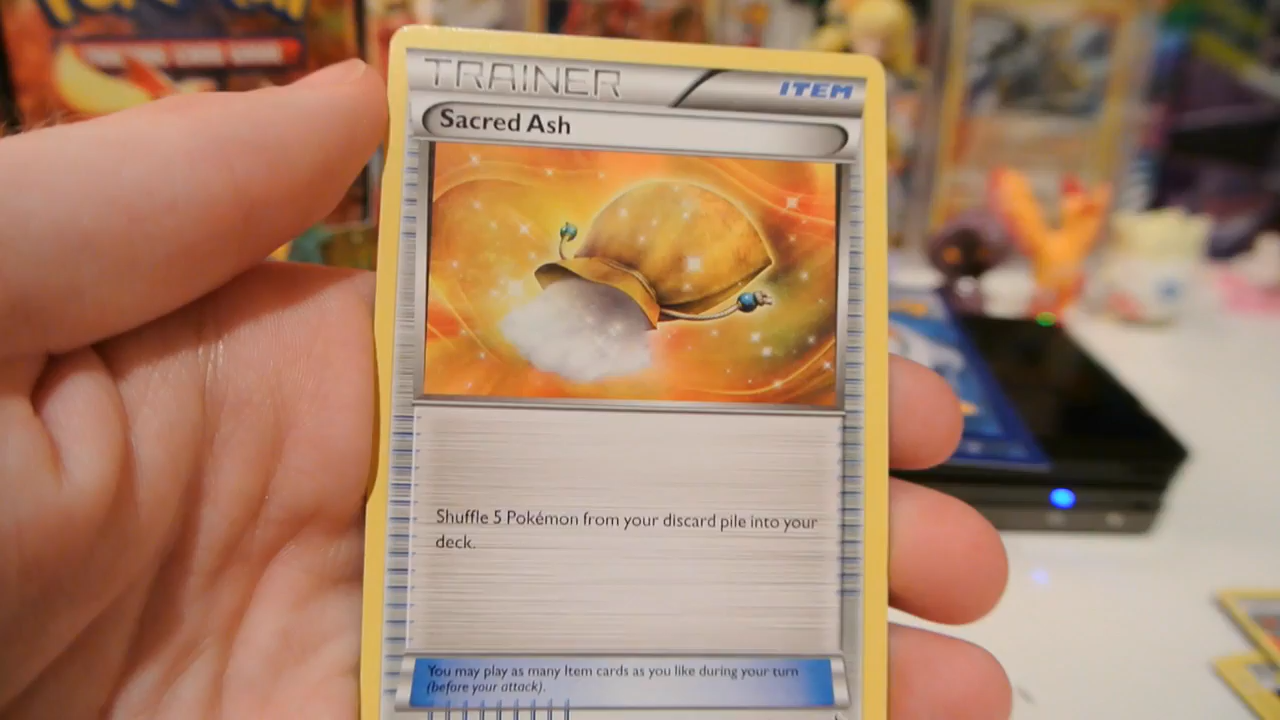 TRAINER
ITEM
Sacred Ash
Shuffle 5 Pokémon from your discard pile into your
deck.
You may play as many Item cards as you like during your turn
(before your attack).